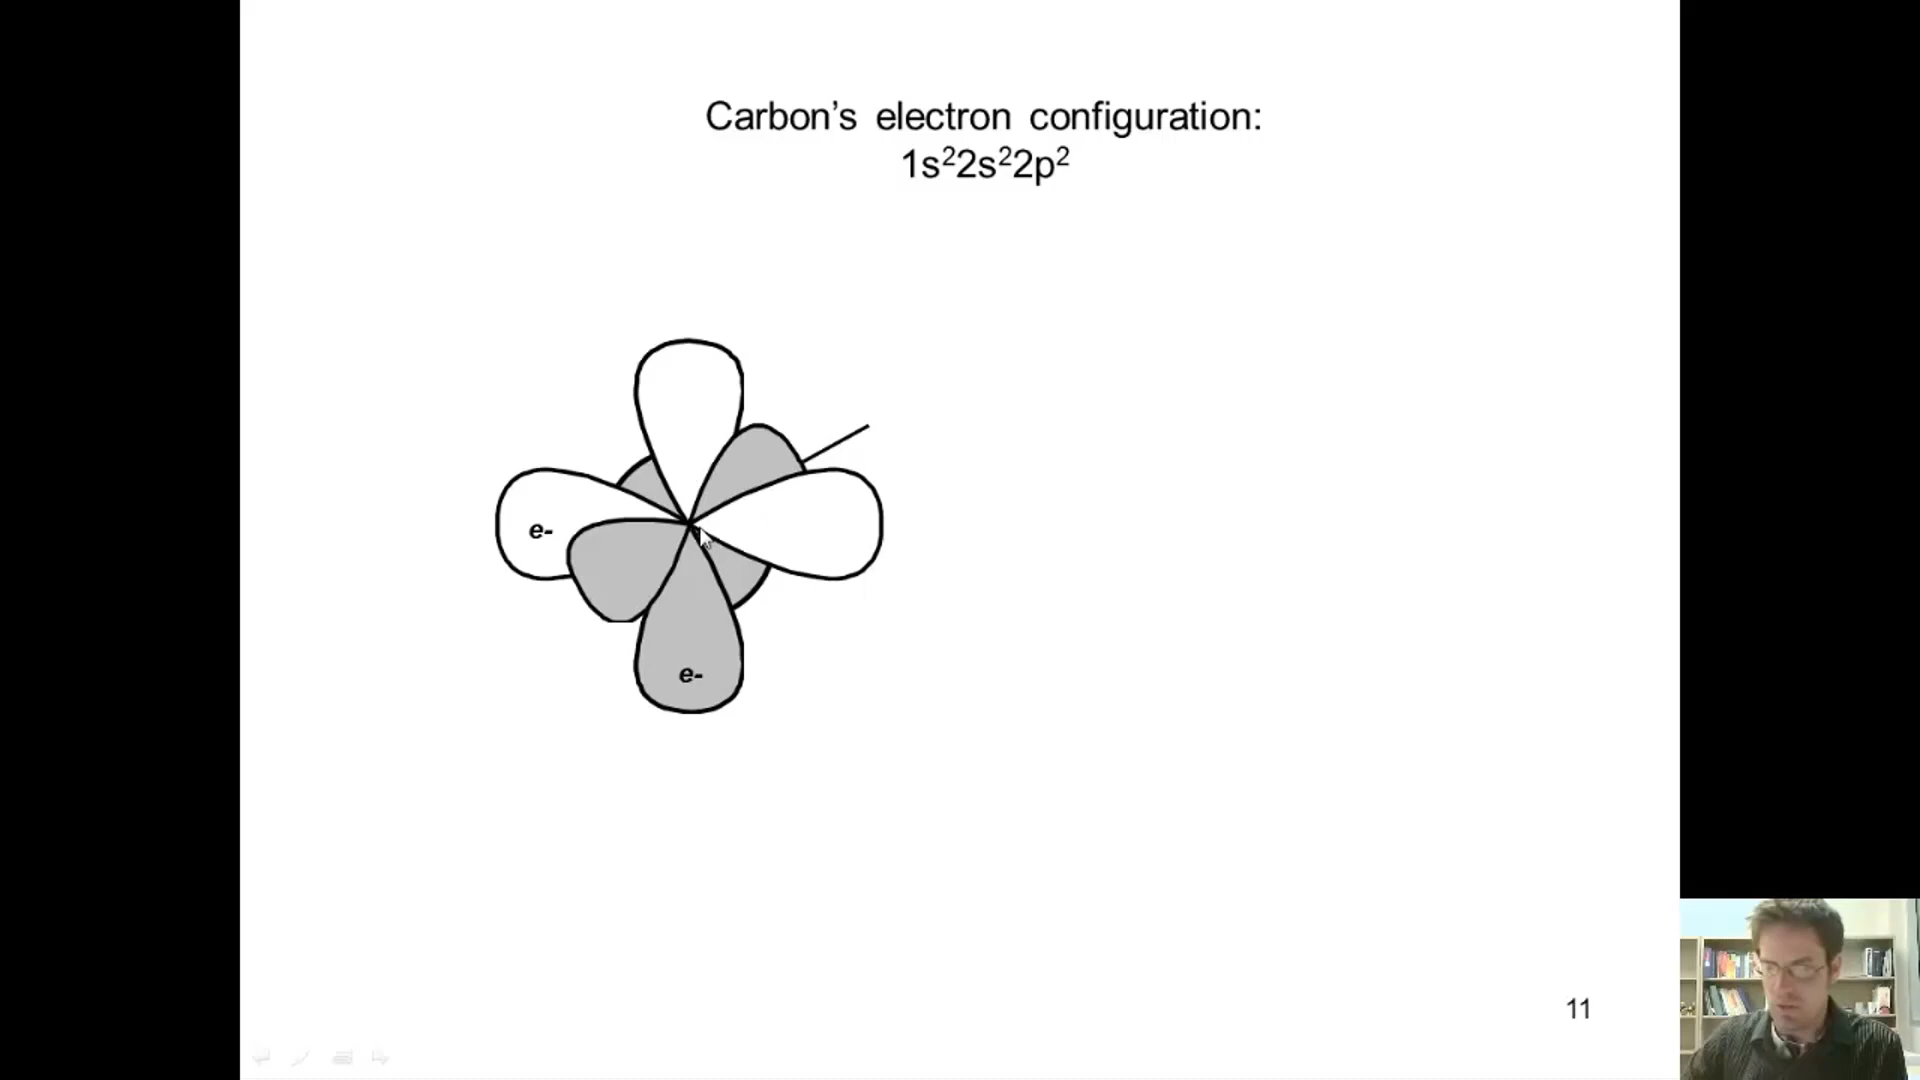 Carbon’s electron configuration:
1s²2s²2p²
e-
e-
11